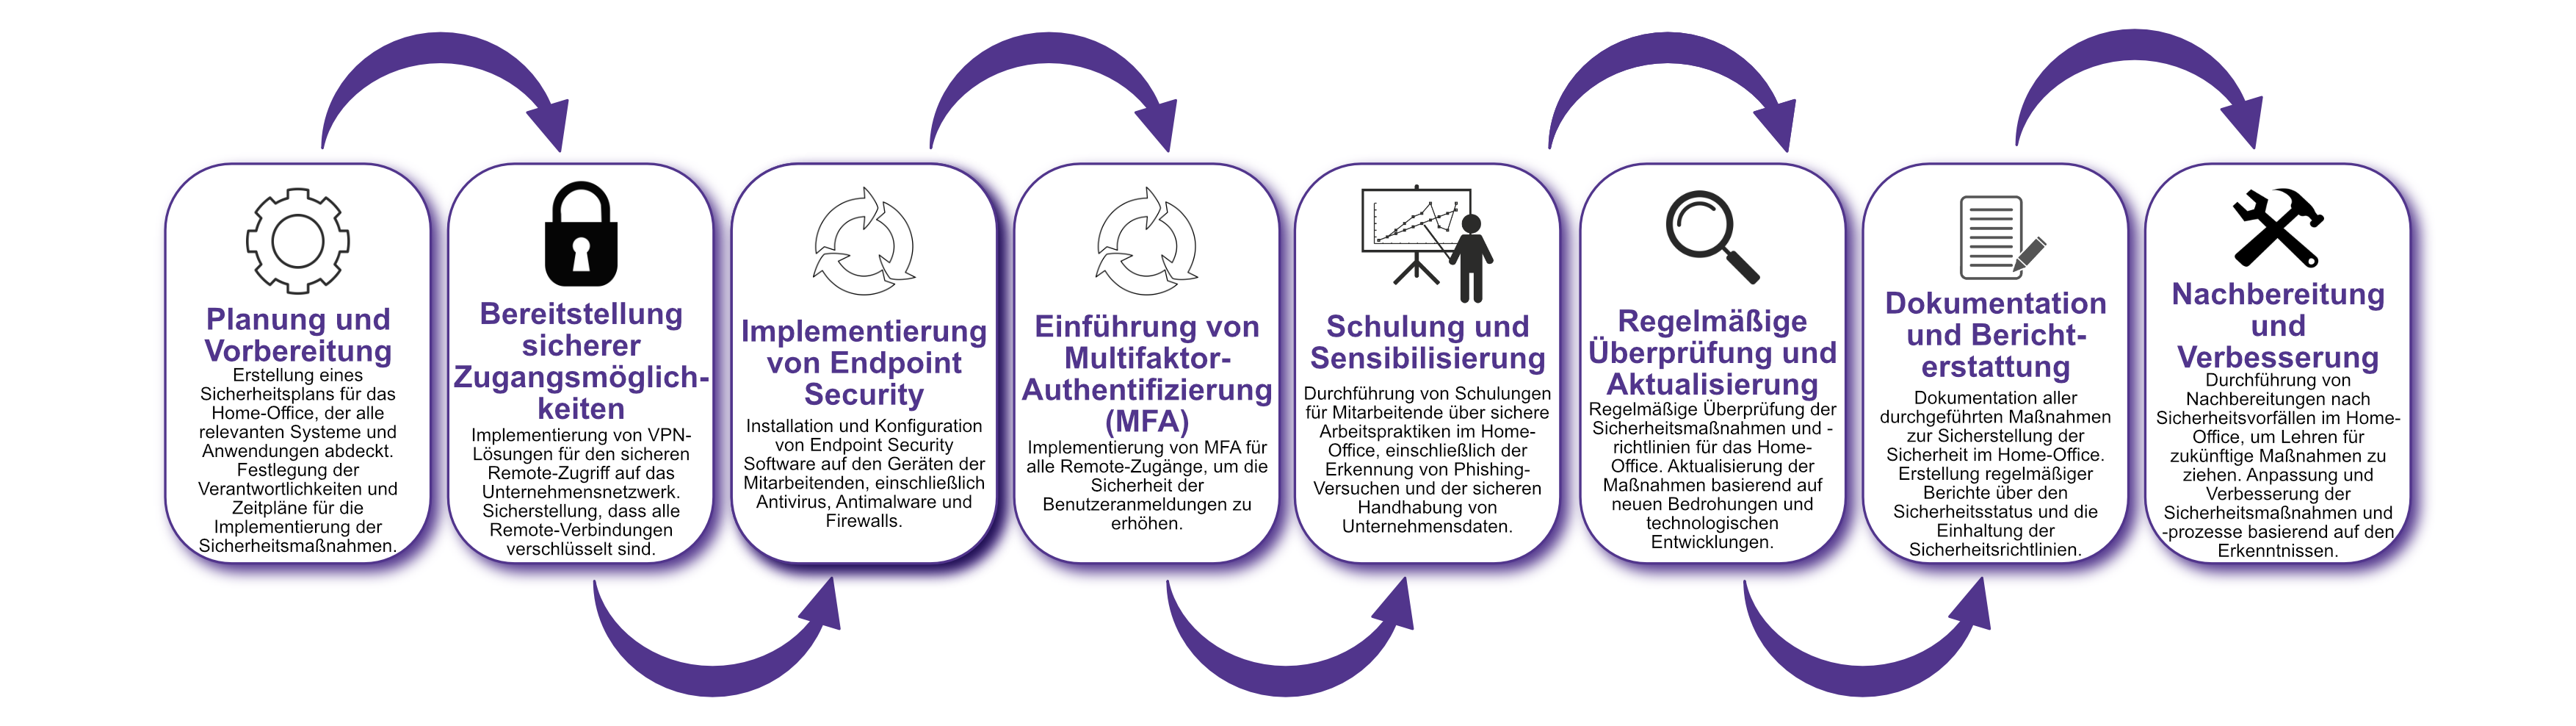 Planung und
Vorbereitung
Erstellung eines
Sicherheitsplans für das
Home-Office, der alle
relevanten Systeme und
Anwendungen abdeckt.
Festlegung der
Verantwortlichkeiten und
Zeitpläne für die
Implementierung der
Sicherheitsmaßnahmen.
Bereitstellung
sicherer
Zugangsmöglich-
keiten
Implementierung von VPN-
Lösungen für den sicheren
Remote-Zugriff auf das
Unternehmensnetzwerk.
Sicherstellung, dass alle
Remote-Verbindungen
verschlüsselt sind.
Implementierung
von Endpoint
Security
Installation und Konfiguration
von Endpoint Security
Software auf den Geräten der
Mitarbeitenden, einschließlich
Antivirus, Antimalware und
Firewalls.
Einführung von
Multifaktor-
Authentifizierung
(MFA)
Implementierung von MFA für
alle Remote-Zugänge, um die
Sicherheit der
Benutzeranmeldungen zu
erhöhen.
Schulung und
Sensibilisierung
Durchführung von Schulungen
für Mitarbeitende über sichere
Arbeitspraktiken im Home-
Office, einschließlich der
Erkennung von Phishing-
Versuchen und der sicheren
Handhabung von
Unternehmensdaten.
Regelmäßige
Überprüfung und
Aktualisierung
Regelmäßige Überprüfung der
Sicherheitsmaßnahmen und -
richtlinien für das Home-
Office. Aktualisierung der
Maßnahmen basierend auf
neuen Bedrohungen und
technologischen
Entwicklungen.
Dokumentation
und Bericht-
erstattung
Dokumentation aller
durchgeführten Maßnahmen
zur Sicherstellung der
Sicherheit im Home-Office.
Erstellung regelmäßiger
Berichte über den
Sicherheitsstatus und die
Einhaltung der
Sicherheitsrichtlinien.
Nachbereitung
und
Verbesserung
Durchführung von
Nachbereitungen nach
Sicherheitsvorfällen im Home-
Office, um Lehren für
zukünftige Maßnahmen zu
ziehen. Anpassung und
Verbesserung der
Sicherheitsmaßnahmen und
-prozesse basierend auf den
Erkenntnissen.